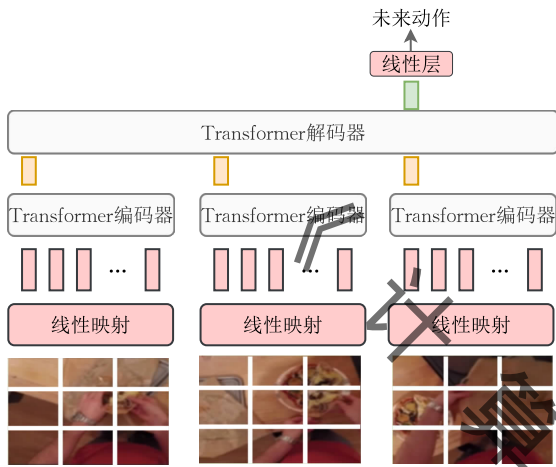 未来动作
线性层
Transformer解码器
Transformer编码器 Transformer编码器 Transformer编码器
... ... ...
线性映射 线性映射 线性映射
《计算